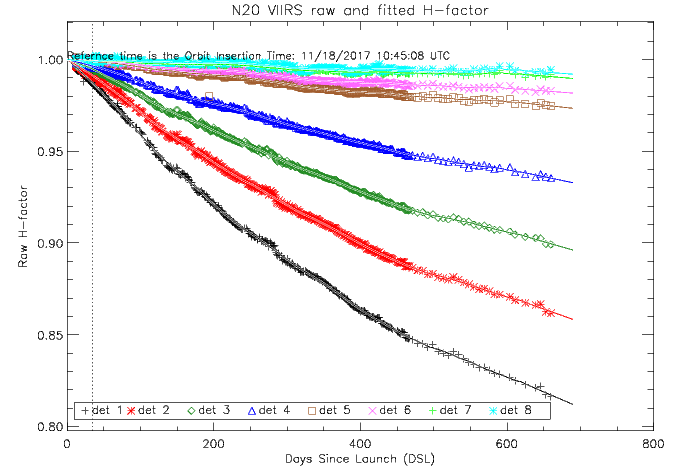 N20 VIIRS raw and fitted H-factor
Refernce time is the Orbit Insertion Time: 11/18/2017 10:45:08 UTC
1.00
0.95
0.90
0.85
0.80
Raw H-factor
det 1 det 2 det 3 det 4 det 5 det 6 det 7 det 8
0 200 400 600 800
Days Since Launch (DSL)